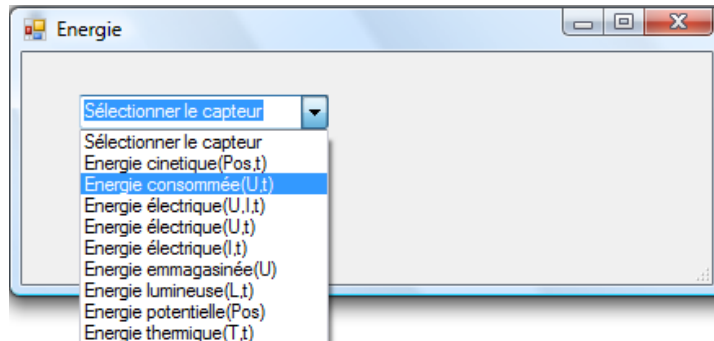 Energie
Sélectionner le capteur
Sélectionner le capteur
Energie cinetique(Pos,t)
Energie consommée(U,t)
Energie électrique(U,I,t)
Energie électrique(U,t)
Energie électrique(I,t)
Energie emmagasinée(U)
Energie lumineuse(L,t)
Energie potentielle(Pos)
Energie themique(T,t)